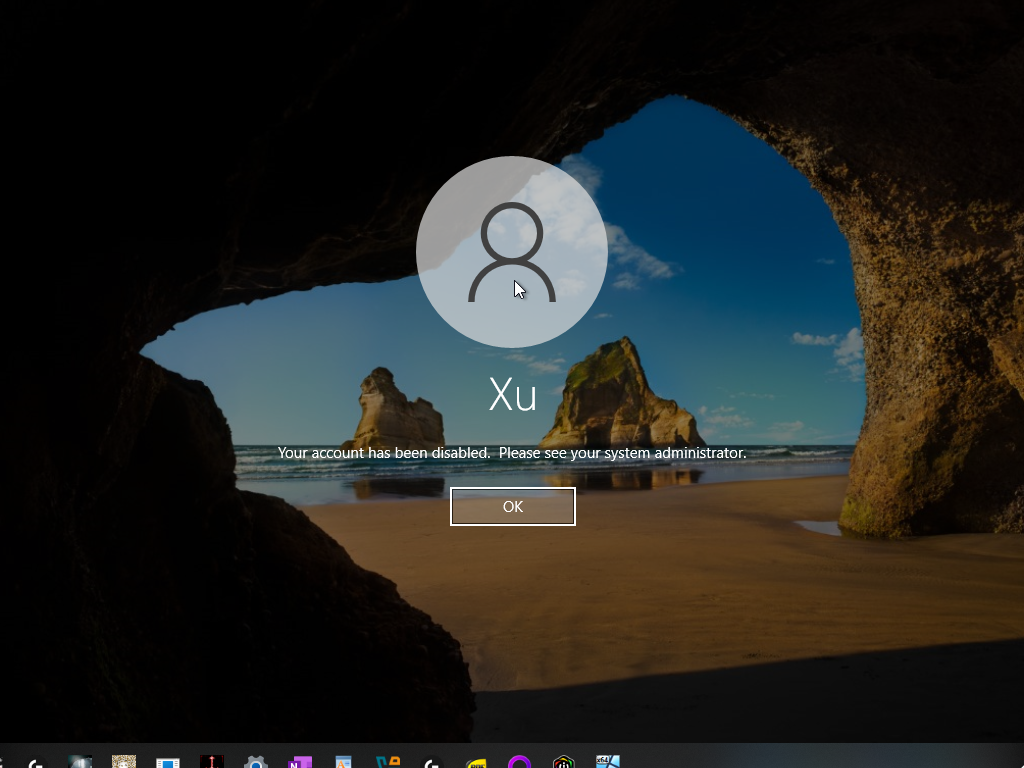 Xu
Your account has been disabled.  Please see your system administrator.
OK